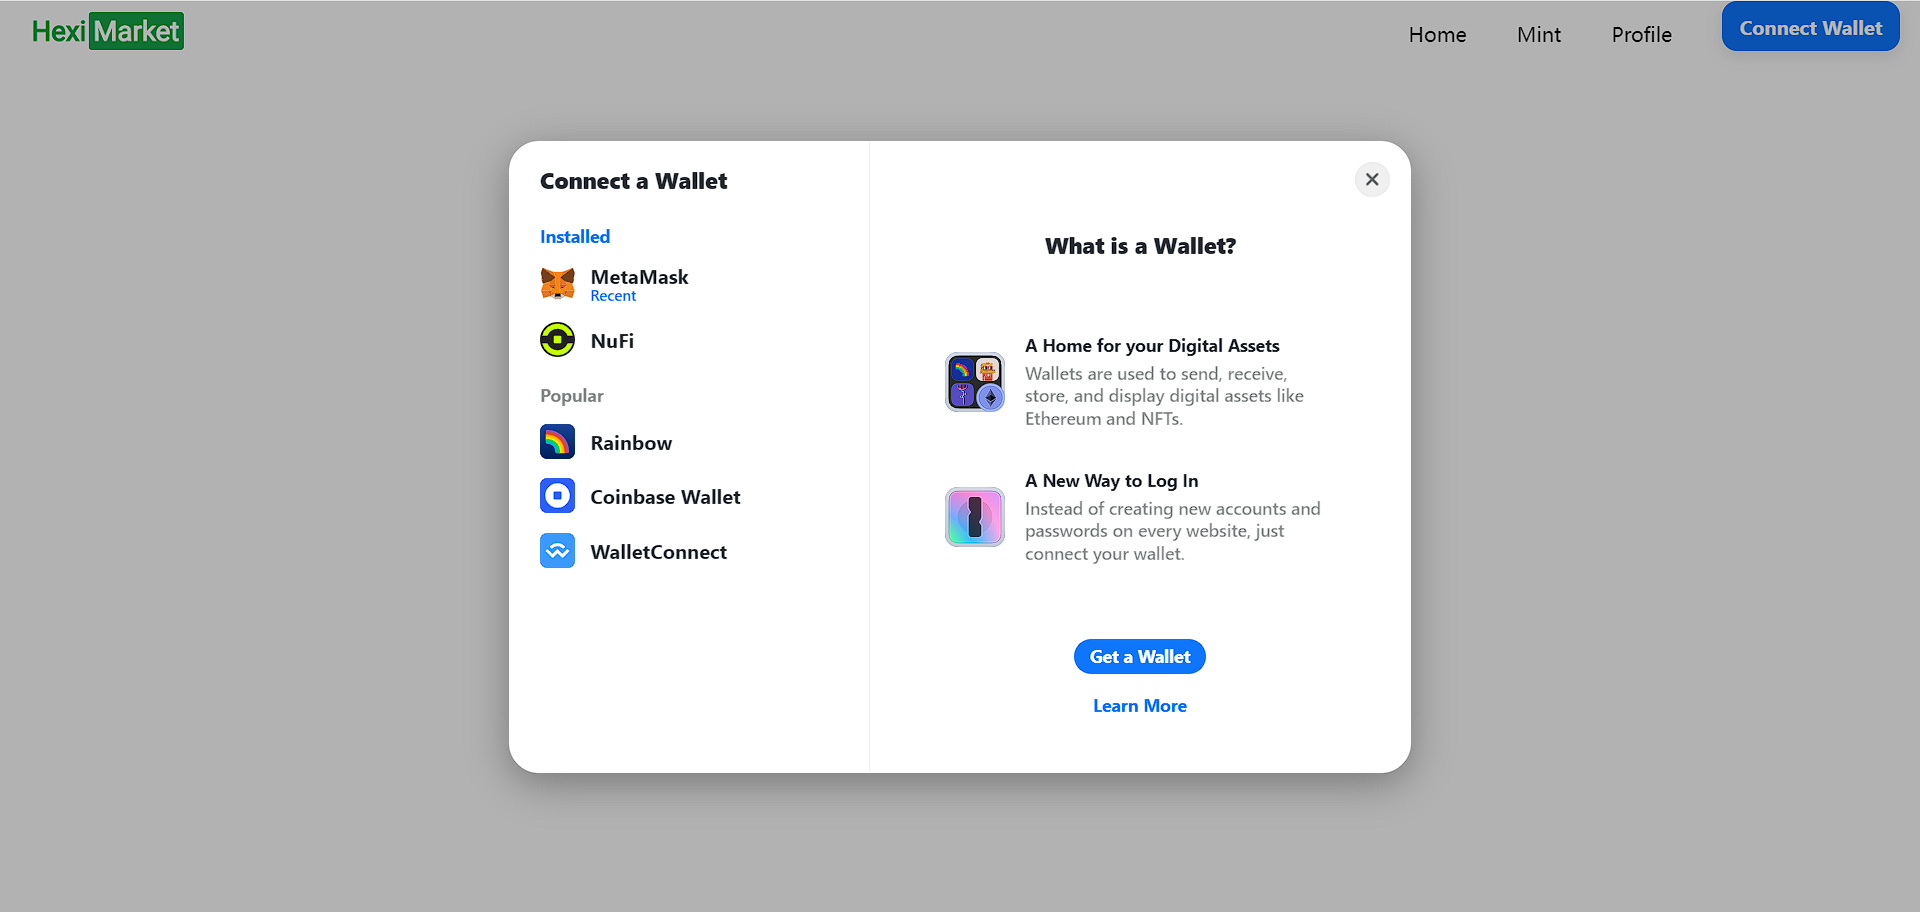 Hexi Market
Home
Mint
Profile
Connect Wallet
Connect a Wallet
Installed
MetaMask
Recent
NuFi
Popular
Rainbow
Coinbase Wallet
WalletConnect
What is a Wallet?
A Home for your Digital Assets
Wallets are used to send, receive,
store, and display digital assets like
Ethereum and NFTs.
A New Way to Log In
Instead of creating new accounts and
passwords on every website, just
connect your wallet.
Get a Wallet
Learn More